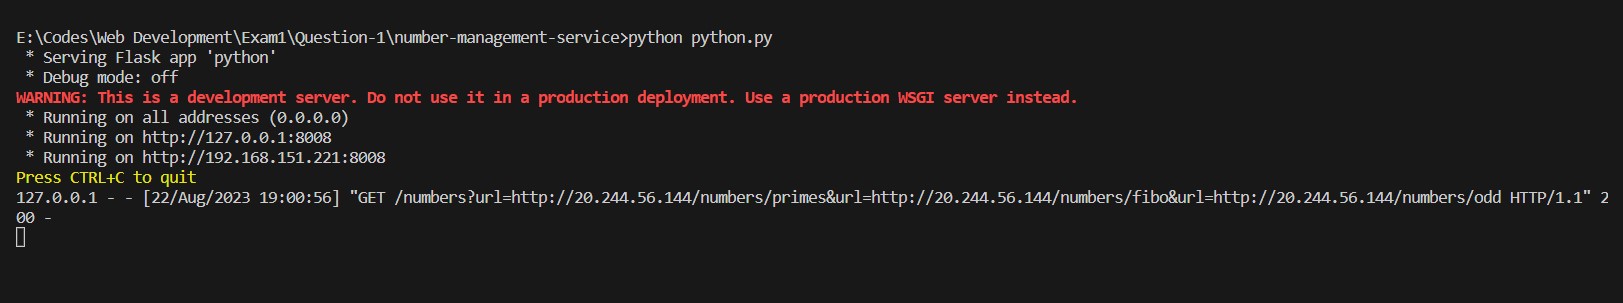 E:\Codes\Web Development\Exam1\Question-1\number-management-service>python python.py
 * Serving Flask app 'python'
 * Debug mode: off
WARNING: This is a development server. Do not use it in a production deployment. Use a production WSGI server instead.
 * Running on all addresses (0.0.0.0)
 * Running on http://127.0.0.1:8008
 * Running on http://192.168.151.221:8008
Press CTRL+C to quit
127.0.0.1 - - [22/Aug/2023 19:00:56] "GET /numbers?url=http://20.244.56.144/numbers/primes&url=http://20.244.56.144/numbers/fibo&url=http://20.244.56.144/numbers/odd HTTP/1.1" 2
00 -